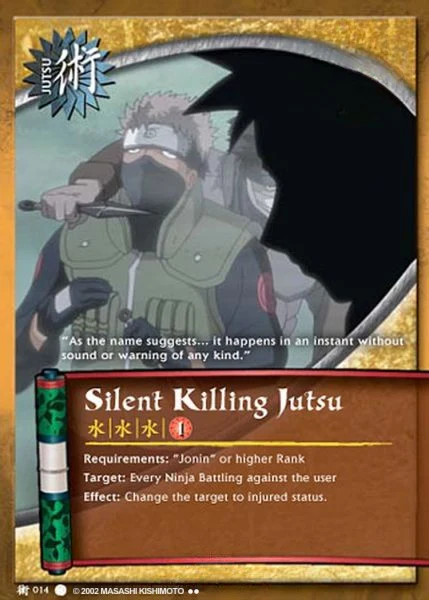 JUTSU
術
"As the name suggests... it happens in an instant without
sound or warning of any kind."
Silent Killing Jutsu
水|水|水|1
Requirements: "Jonin" or higher Rank
Target: Every Ninja Battling against the user
Effect: Change the target to injured status.
術 014 © 2002 MASASHI KISHIMOTO ●●